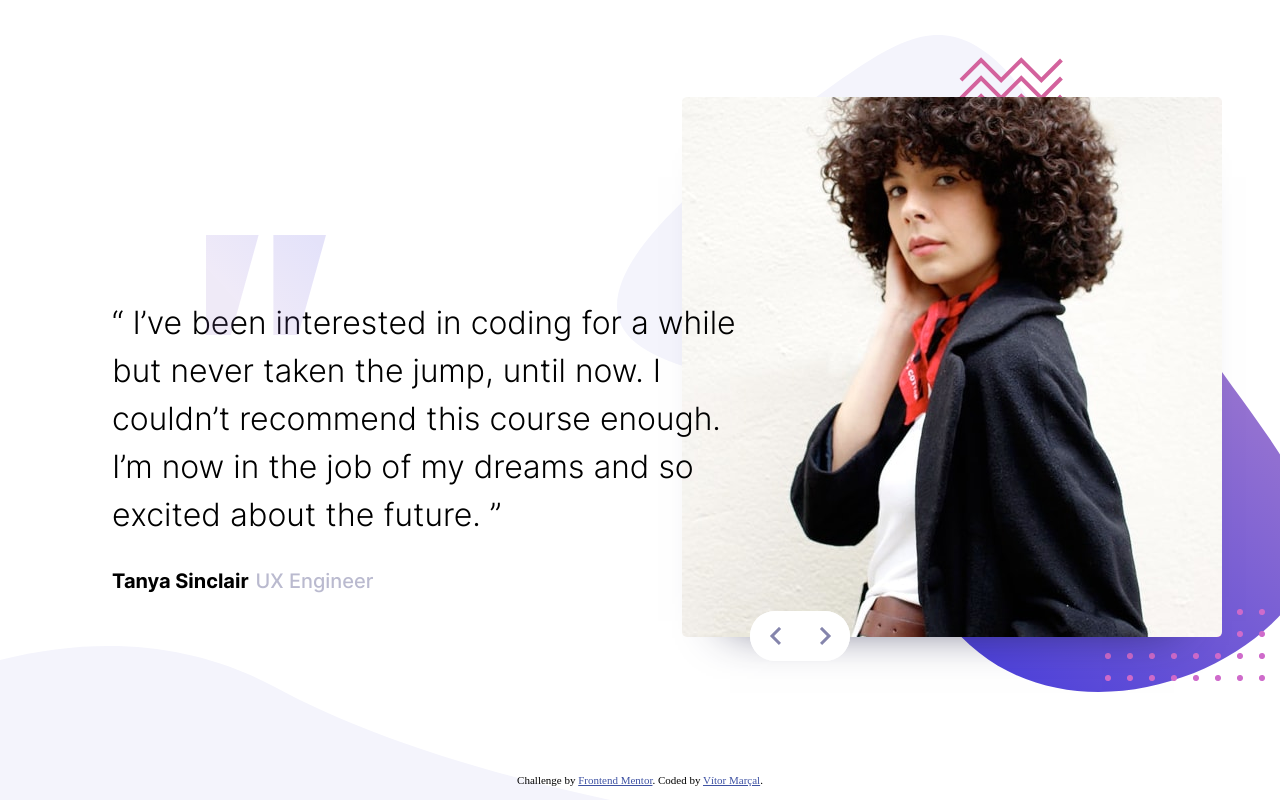 “ I’ve been interested in coding for a while
but never taken the jump, until now. I
couldn’t recommend this course enough.
I’m now in the job of my dreams and so
excited about the future. ”
Tanya Sinclair UX Engineer
Challenge by Frontend Mentor. Coded by Vítor Marçal.